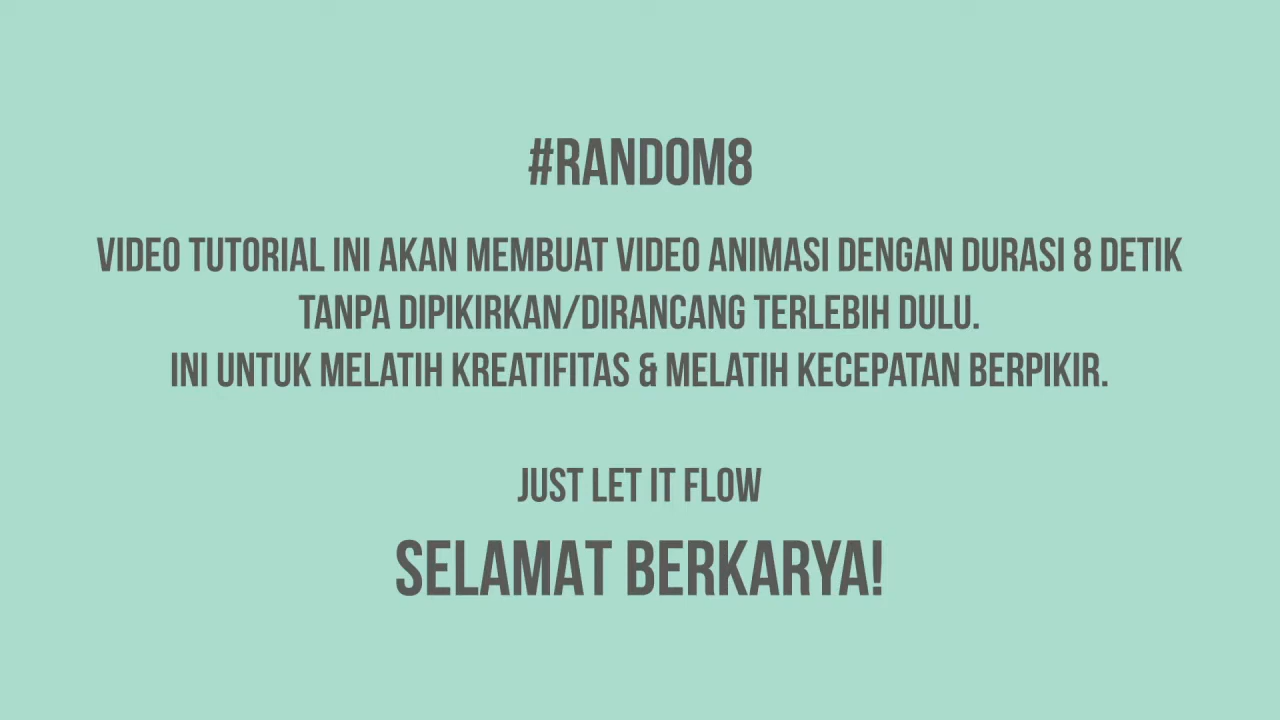 #RANDOM8
VIDEO TUTORIAL INI AKAN MEMBUAT VIDEO ANIMASI DENGAN DURASI 8 DETIK
TANPA DIPIKIRKAN/DIRANCANG TERLEBIH DULU.
INI UNTUK MELATIH KREATIFITAS & MELATIH KECEPATAN BERPIKIR.
JUST LET IT FLOW
SELAMAT BERKARYA!